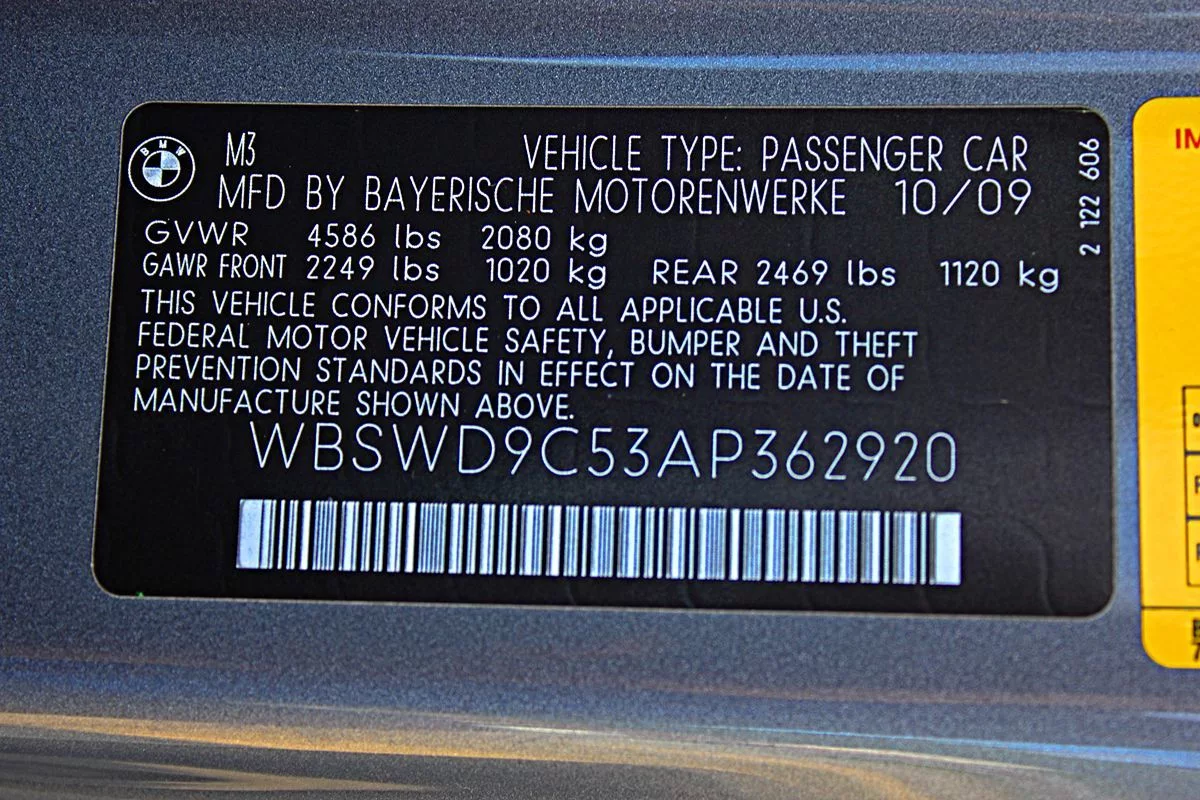 BMW
M3 VEHICLE TYPE: PASSENGER CAR
MFD BY BAYERISCHE MOTORENWERKE 10/09
2 122 606
GVWR 4586 lbs 2080 kg
GAWR FRONT 2249 lbs 1020 kg REAR 2469 lbs 1120 kg
THIS VEHICLE CONFORMS TO ALL APPLICABLE U.S.
FEDERAL MOTOR VEHICLE SAFETY, BUMPER AND THEFT
PREVENTION STANDARDS IN EFFECT ON THE DATE OF
MANUFACTURE SHOWN ABOVE.
WBSWD9C53AP362920
IM